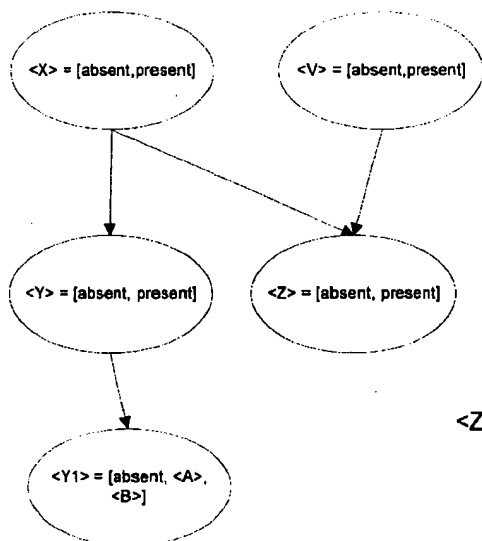 <X> = [absent,present]
<V> = [absent,present]
<Y> = [absent, present]
<Z> = [absent, present]
<Z
<Y1> = [absent, <A>,
<B>]